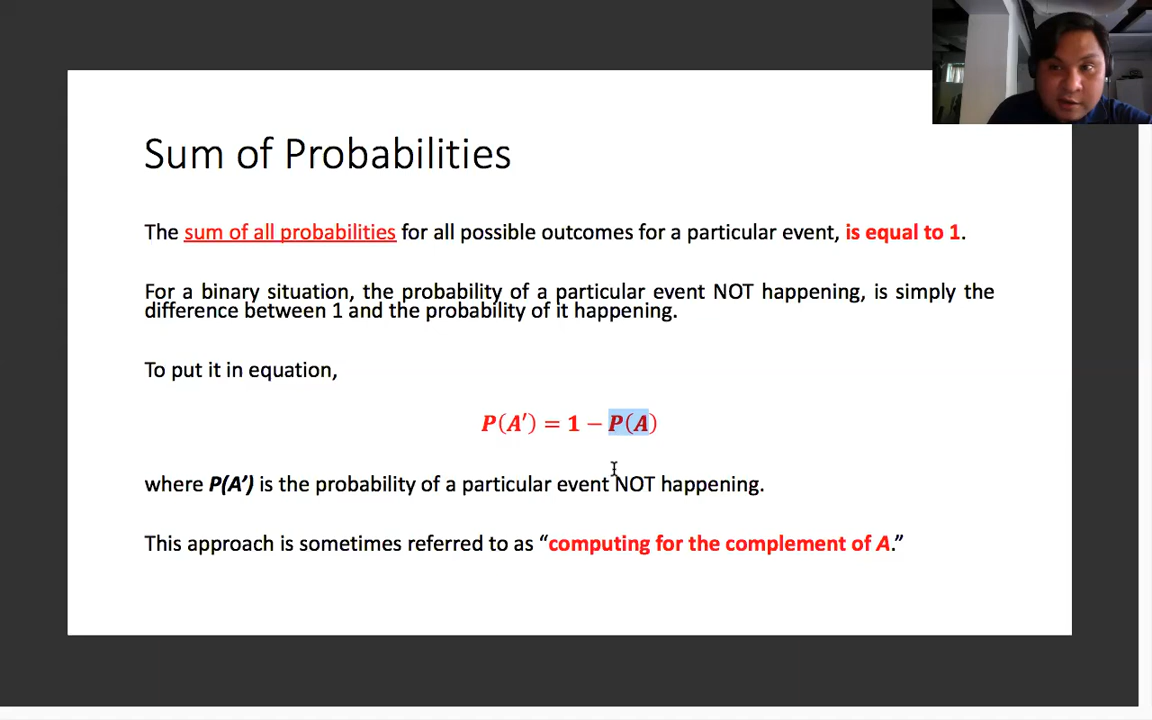 Sum of Probabilities
The sum of all probabilities for all possible outcomes for a particular event, is equal to 1.
For a binary situation, the probability of a particular event NOT happening, is simply the
difference between 1 and the probability of it happening.
To put it in equation,
P(A′) = 1 − P(A)
where P(A’) is the probability of a particular event NOT happening.
This approach is sometimes referred to as “computing for the complement of A.”